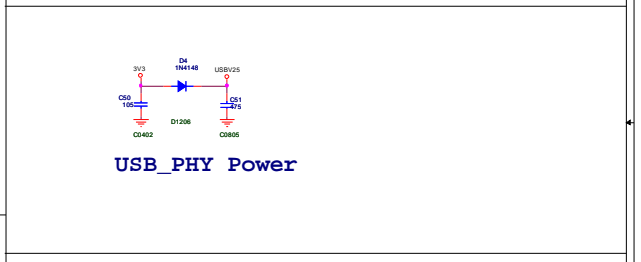 D4
1N4148
3V3
USBV25
C50
105
C51
475
D1206
C0402
C0805
USB_PHY Power